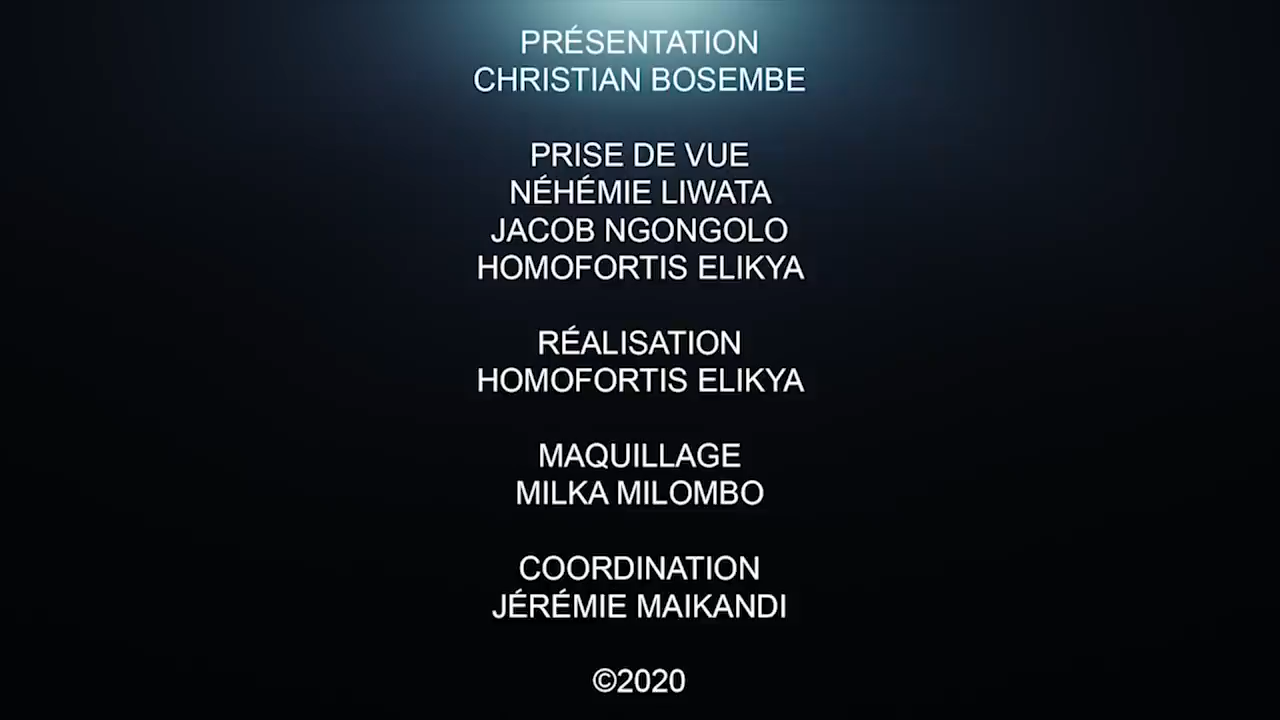 PRÉSENTATION
CHRISTIAN BOSEMBE
PRISE DE VUE
NÉHÉMIE LIWATA
JACOB NGONGOLO
HOMOFORTIS ELIKYA
RÉALISATION
HOMOFORTIS ELIKYA
MAQUILLAGE
MILKA MILOMBO
COORDINATION
JÉRÉMIE MAIKANDI
©2020